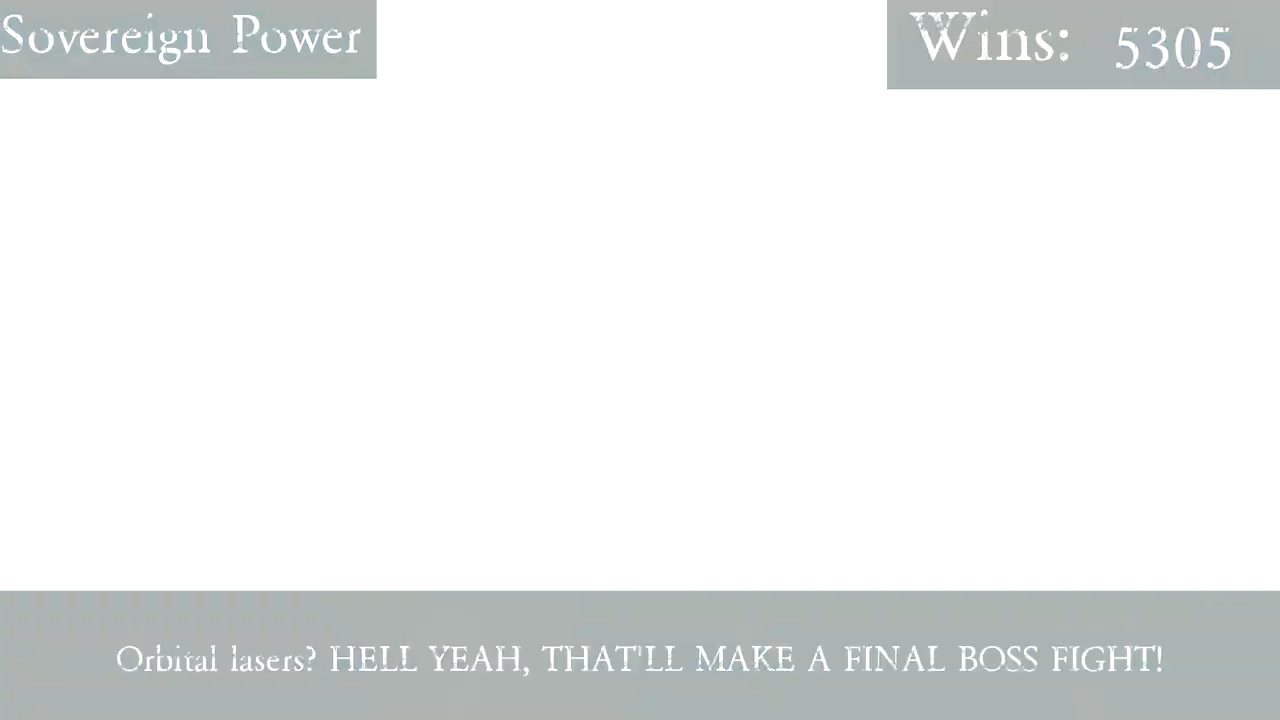 Sovereign Power
Wins: 5305
Orbital lasers? HELL YEAH, THAT'LL MAKE A FINAL BOSS FIGHT!